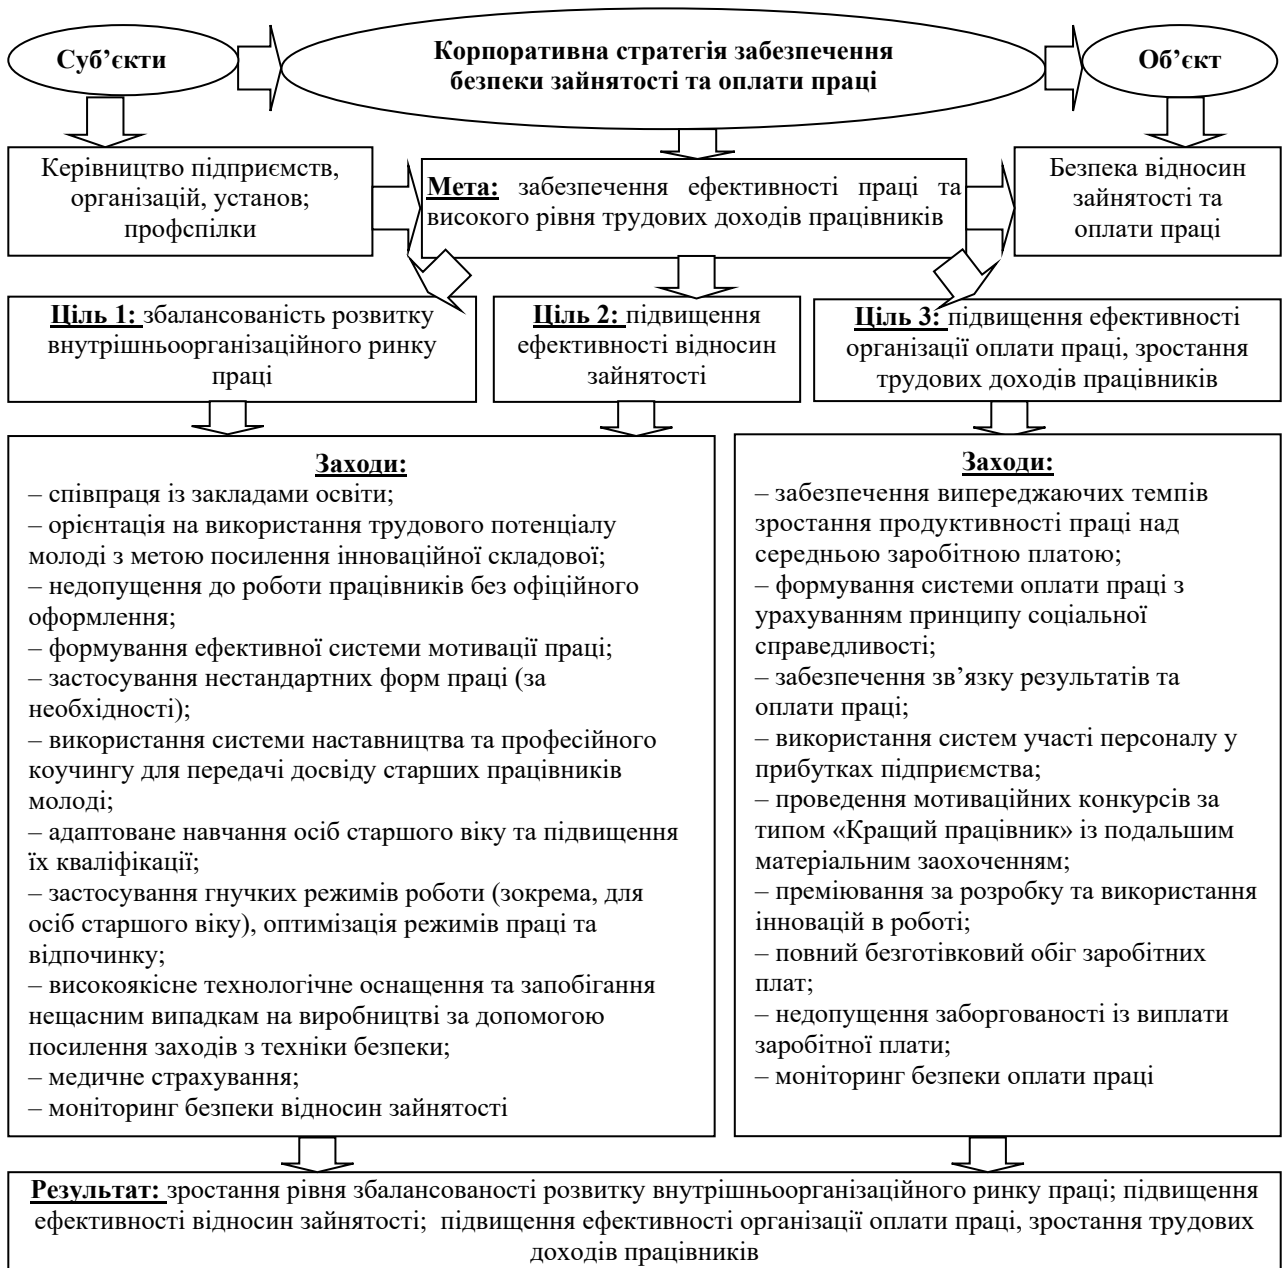 Суб’єкти
Корпоративна стратегія забезпечення
безпеки зайнятості та оплати праці
Об’єкт
Керівництво підприємств,
організацій, установ;
профспілки
Мета: забезпечення ефективності праці та
високого рівня трудових доходів працівників
Безпека відносин
зайнятості та
оплати праці
Ціль 1: збалансованість розвитку
внутрішньоорганізаційного ринку
праці
Ціль 2: підвищення
ефективності відносин
зайнятості
Ціль 3: підвищення ефективності
організації оплати праці, зростання
трудових доходів працівників
Заходи:
– співпраця із закладами освіти;
– орієнтація на використання трудового потенціалу
молоді з метою посилення інноваційної складової;
– недопущення до роботи працівників без офіційного
оформлення;
– формування ефективної системи мотивації праці;
– застосування нестандартних форм праці (за
необхідності);
– використання системи наставництва та професійного
коучингу для передачі досвіду старших працівників
молоді;
– адаптоване навчання осіб старшого віку та підвищення
їх кваліфікації;
– застосування гнучких режимів роботи (зокрема, для
осіб старшого віку), оптимізація режимів праці та
відпочинку;
– високоякісне технологічне оснащення та запобігання
нещасним випадкам на виробництві за допомогою
посилення заходів з техніки безпеки;
– медичне страхування;
– моніторинг безпеки відносин зайнятості
Заходи:
– забезпечення випереджаючих темпів
зростання продуктивності праці над
середньою заробітною платою;
– формування системи оплати праці з
урахуванням принципу соціальної
справедливості;
– забезпечення зв’язку результатів та
оплати праці;
– використання систем участі персоналу у
прибутках підприємства;
– проведення мотиваційних конкурсів за
типом «Кращий працівник» із подальшим
матеріальним заохоченням;
– преміювання за розробку та використання
інновацій в роботі;
– повний безготівковий обіг заробітних
плат;
– недопущення заборгованості із виплати
заробітної плати;
– моніторинг безпеки оплати праці
Результат: зростання рівня збалансованості розвитку внутрішньоорганізаційного ринку праці; підвищення
ефективності відносин зайнятості; підвищення ефективності організації оплати праці, зростання трудових
доходів працівників